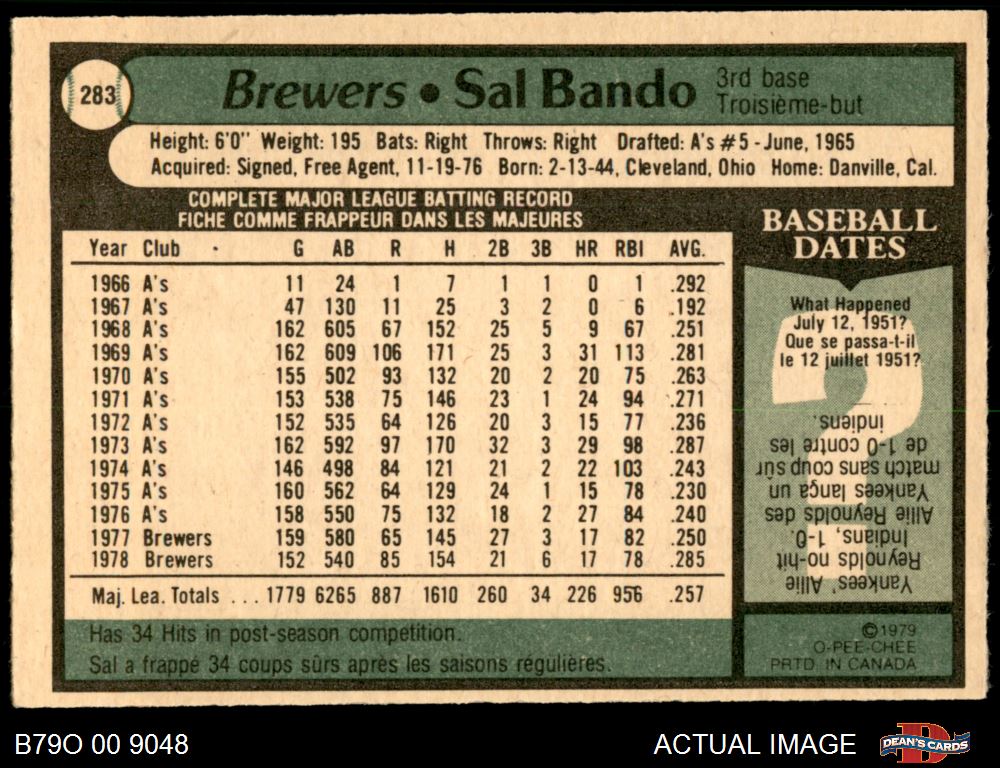 283
Brewers • Sal Bando
3rd base
Troisième-but
Height: 6'0" Weight: 195 Bats: Right Throws: Right Drafted: A's #5 - June, 1965
Acquired: Signed, Free Agent, 11-19-76 Born: 2-13-44, Cleveland, Ohio Home: Danville, Cal.
COMPLETE MAJOR LEAGUE BATTING RECORD
FICHE COMME FRAPPEUR DANS LES MAJEURES
Year Club G AB R H 2B 3B HR RBI AVG.
1966 A's 11 24 1 7 1 1 0 1 .292
1967 A's 47 130 11 25 3 2 0 6 .192
1968 A's 162 605 67 152 25 5 9 67 .251
1969 A's 162 609 106 171 25 3 31 113 .281
1970 A's 155 502 93 132 20 2 20 75 .263
1971 A's 153 538 75 146 23 1 24 94 .271
1972 A's 152 535 64 126 20 3 15 77 .236
1973 A's 162 592 97 170 32 3 29 98 .287
1974 A's 146 498 84 121 21 2 22 103 .243
1975 A's 160 562 64 129 24 1 15 78 .230
1976 A's 158 550 75 132 18 2 27 84 .240
1977 Brewers 159 580 65 145 27 3 17 82 .250
1978 Brewers 152 540 85 154 21 6 17 78 .285
Maj. Lea. Totals ... 1779 6265 887 1610 260 34 226 956 .257
Has 34 Hits in post-season competition.
Sal a frappé 34 coups sûrs après les saisons régulières.
BASEBALL
DATES
What Happened
July 12, 1951?
Que se passa-t-il
le 12 juillet 1951?
Yankees' Allie
Reynolds no-hit
Indians, 1-0.
Allie Reynolds des
Yankees lança un
match sans coup sûr
de 1-0 contre les
Indiens.
©1979
O-PEE-CHEE
PRTD. IN CANADA
B79O 00 9048
ACTUAL IMAGE
DEAN'S CARDS